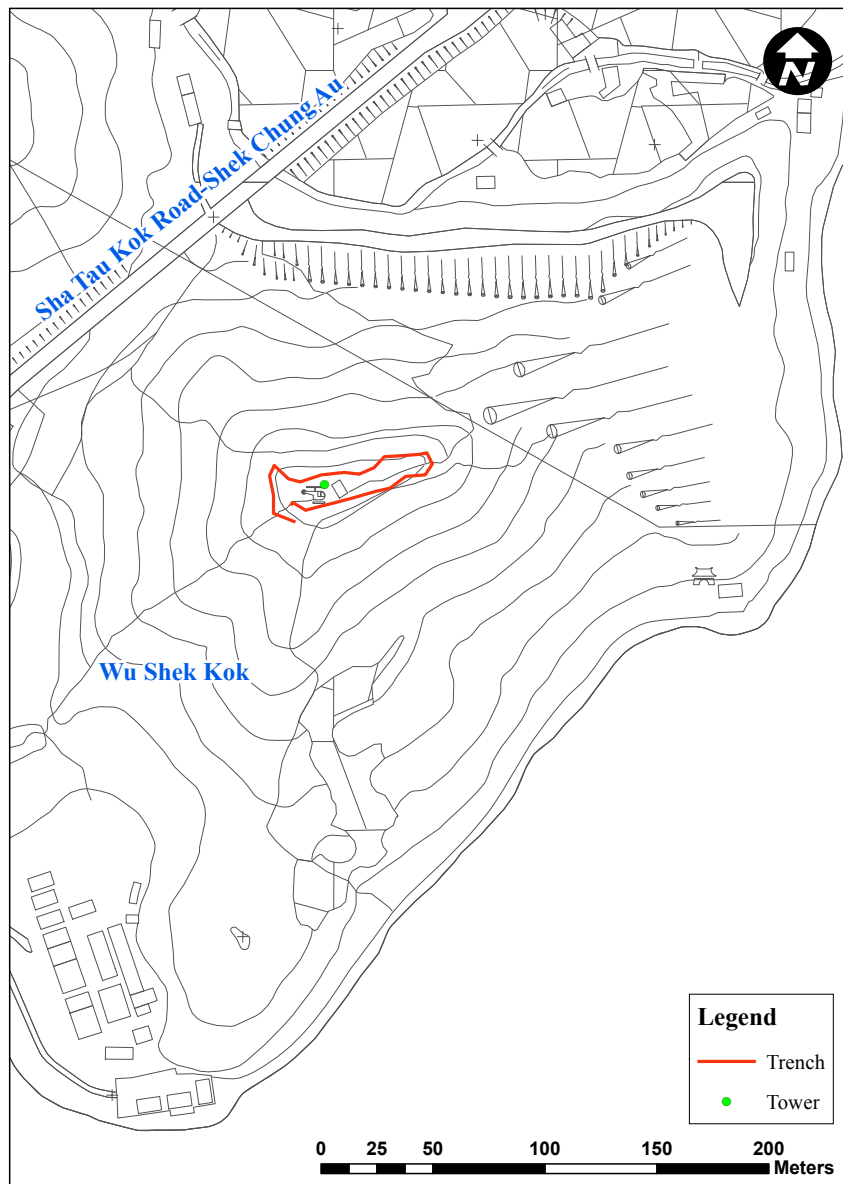 N
Sha Tau Kok Road-Shek Chung Au
Wu Shek Kok
Legend
Trench
Tower
0 25 50 100 150 200
Meters